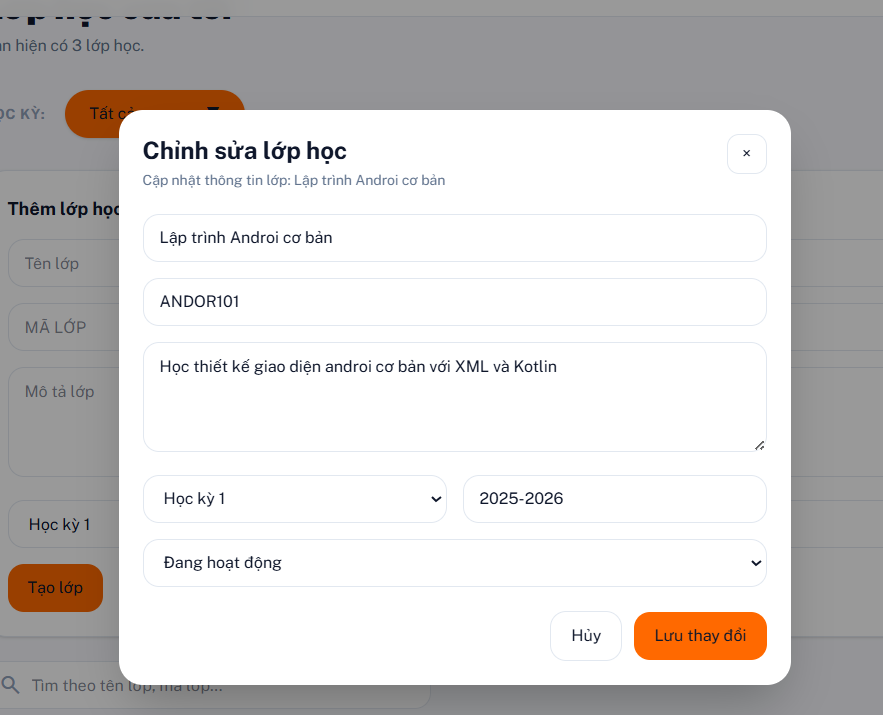 hiện có 3 lớp học.
KỲ:
Tất
Chỉnh sửa lớp học
×
Cập nhật thông tin lớp: Lập trình Androi cơ bản
Thêm lớp học
Lập trình Androi cơ bản
Tên lớp
ANDOR101
MÃ LỚP
Học thiết kế giao diện androi cơ bản với XML và Kotlin
Mô tả lớp
Học kỳ 1
2025-2026
Học kỳ 1
Đang hoạt động
Tạo lớp
Hủy
Lưu thay đổi
Tìm theo tên lớp, mã lớp...